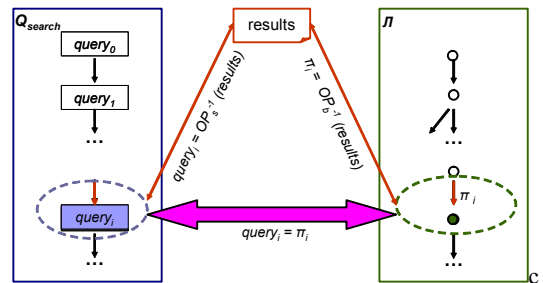 Q_search
query_0
query_1
...
query_i
...
results
query_i = OP_s^-1 (results)
π_i = OP_b^-1 (results)
query_i = π_i
Л
...
π_i
...
C